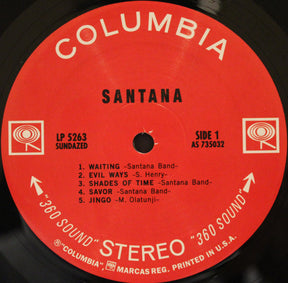 COLUMBIA
SANTANA
LP 5263
SUNDAZED
SIDE 1
AS 735032
1. WAITING -Santana Band-
2. EVIL WAYS -S. Henry-
3. SHADES OF TIME -Santana Band-
4. SAVOR -Santana Band-
5. JINGO -M. Olatunji-
"360 SOUND" STEREO "360 SOUND"
® "COLUMBIA", MARCAS REG. PRINTED IN U.S.A.